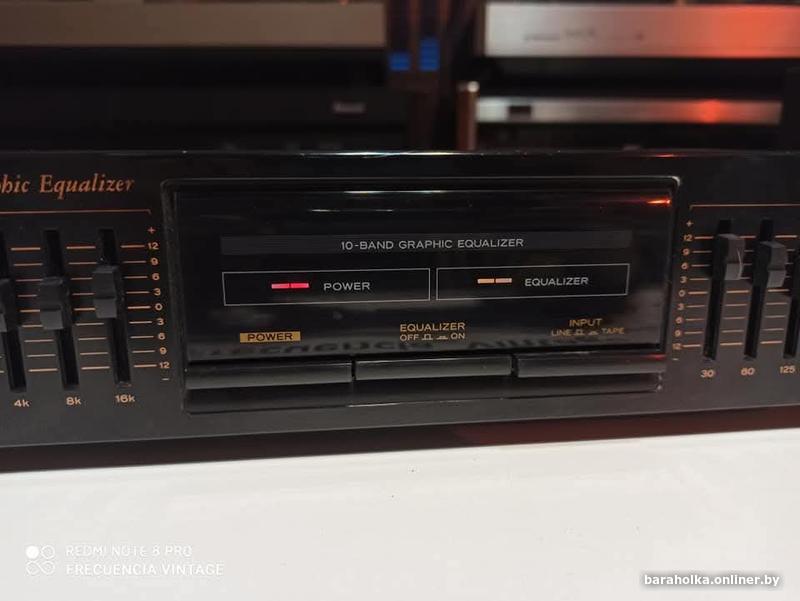 Equalizer
10-BAND GRAPHIC EQUALIZER
POWER
EQUALIZER
POWER
EQUALIZER
OFF ON
INPUT
LINE TAPE
+
12
9
6
3
0
3
6
9
12
-
4k 8k 16k
+
12
9
6
3
0
3
6
9
12
30 60 125
REDMI NOTE 8 PRO
FRECUENCIA VINTAGE
baraholka.onliner.by